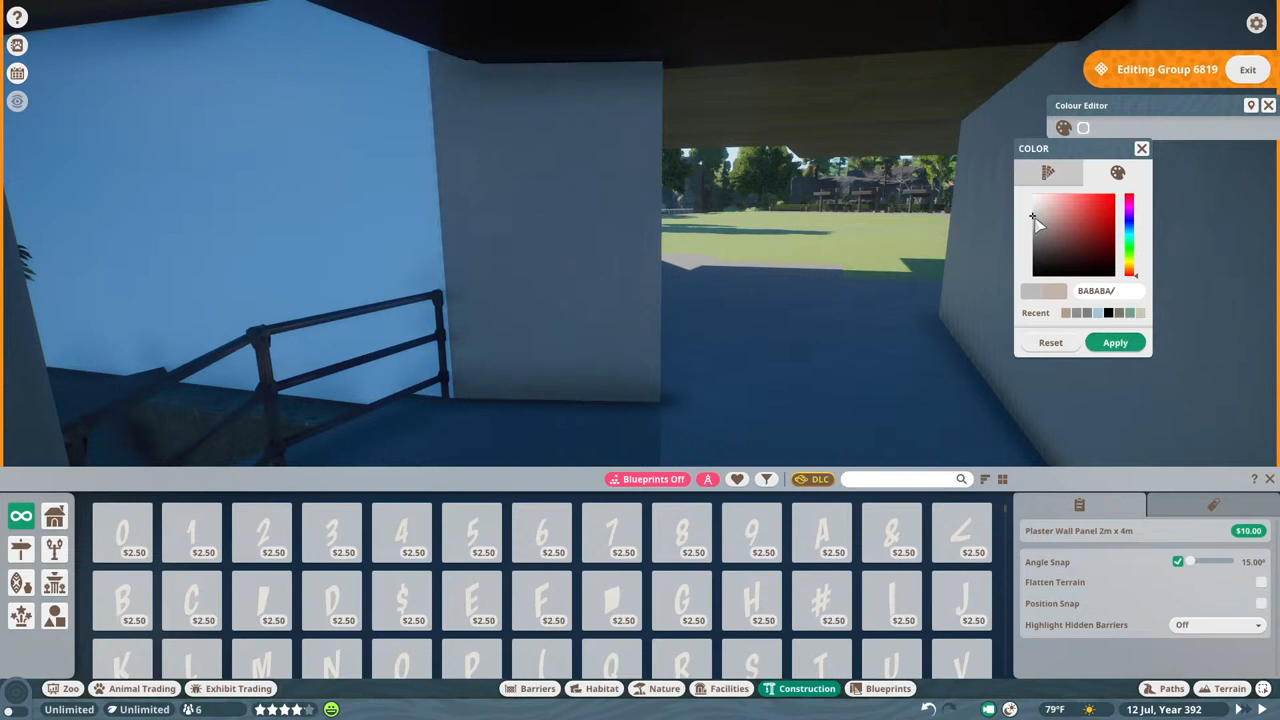 ?
Editing Group 6819 Exit
Colour Editor
COLOR
BABABA/
Recent
Reset Apply
Blueprints Off DLC
?
0 $2.50 1 $2.50 2 $2.50 3 $2.50 4 $2.50 5 $2.50 6 $2.50 7 $2.50 8 $2.50 9 $2.50 A $2.50 & $2.50 < $2.50
B $2.50 C $2.50 $2.50 D $2.50 $ $2.50 E $2.50 F $2.50 $2.50 G $2.50 H $2.50 # $2.50 I $2.50 J $2.50
K L M N O P ( Q R S T U V
Plaster Wall Panel 2m x 4m $10.00
Angle Snap 15.00°
Flatten Terrain
Position Snap
Highlight Hidden Barriers Off
Zoo Animal Trading Exhibit Trading Barriers Habitat Nature Facilities Construction Blueprints Paths Terrain
Unlimited Unlimited 6 79°F 12 Jul, Year 392